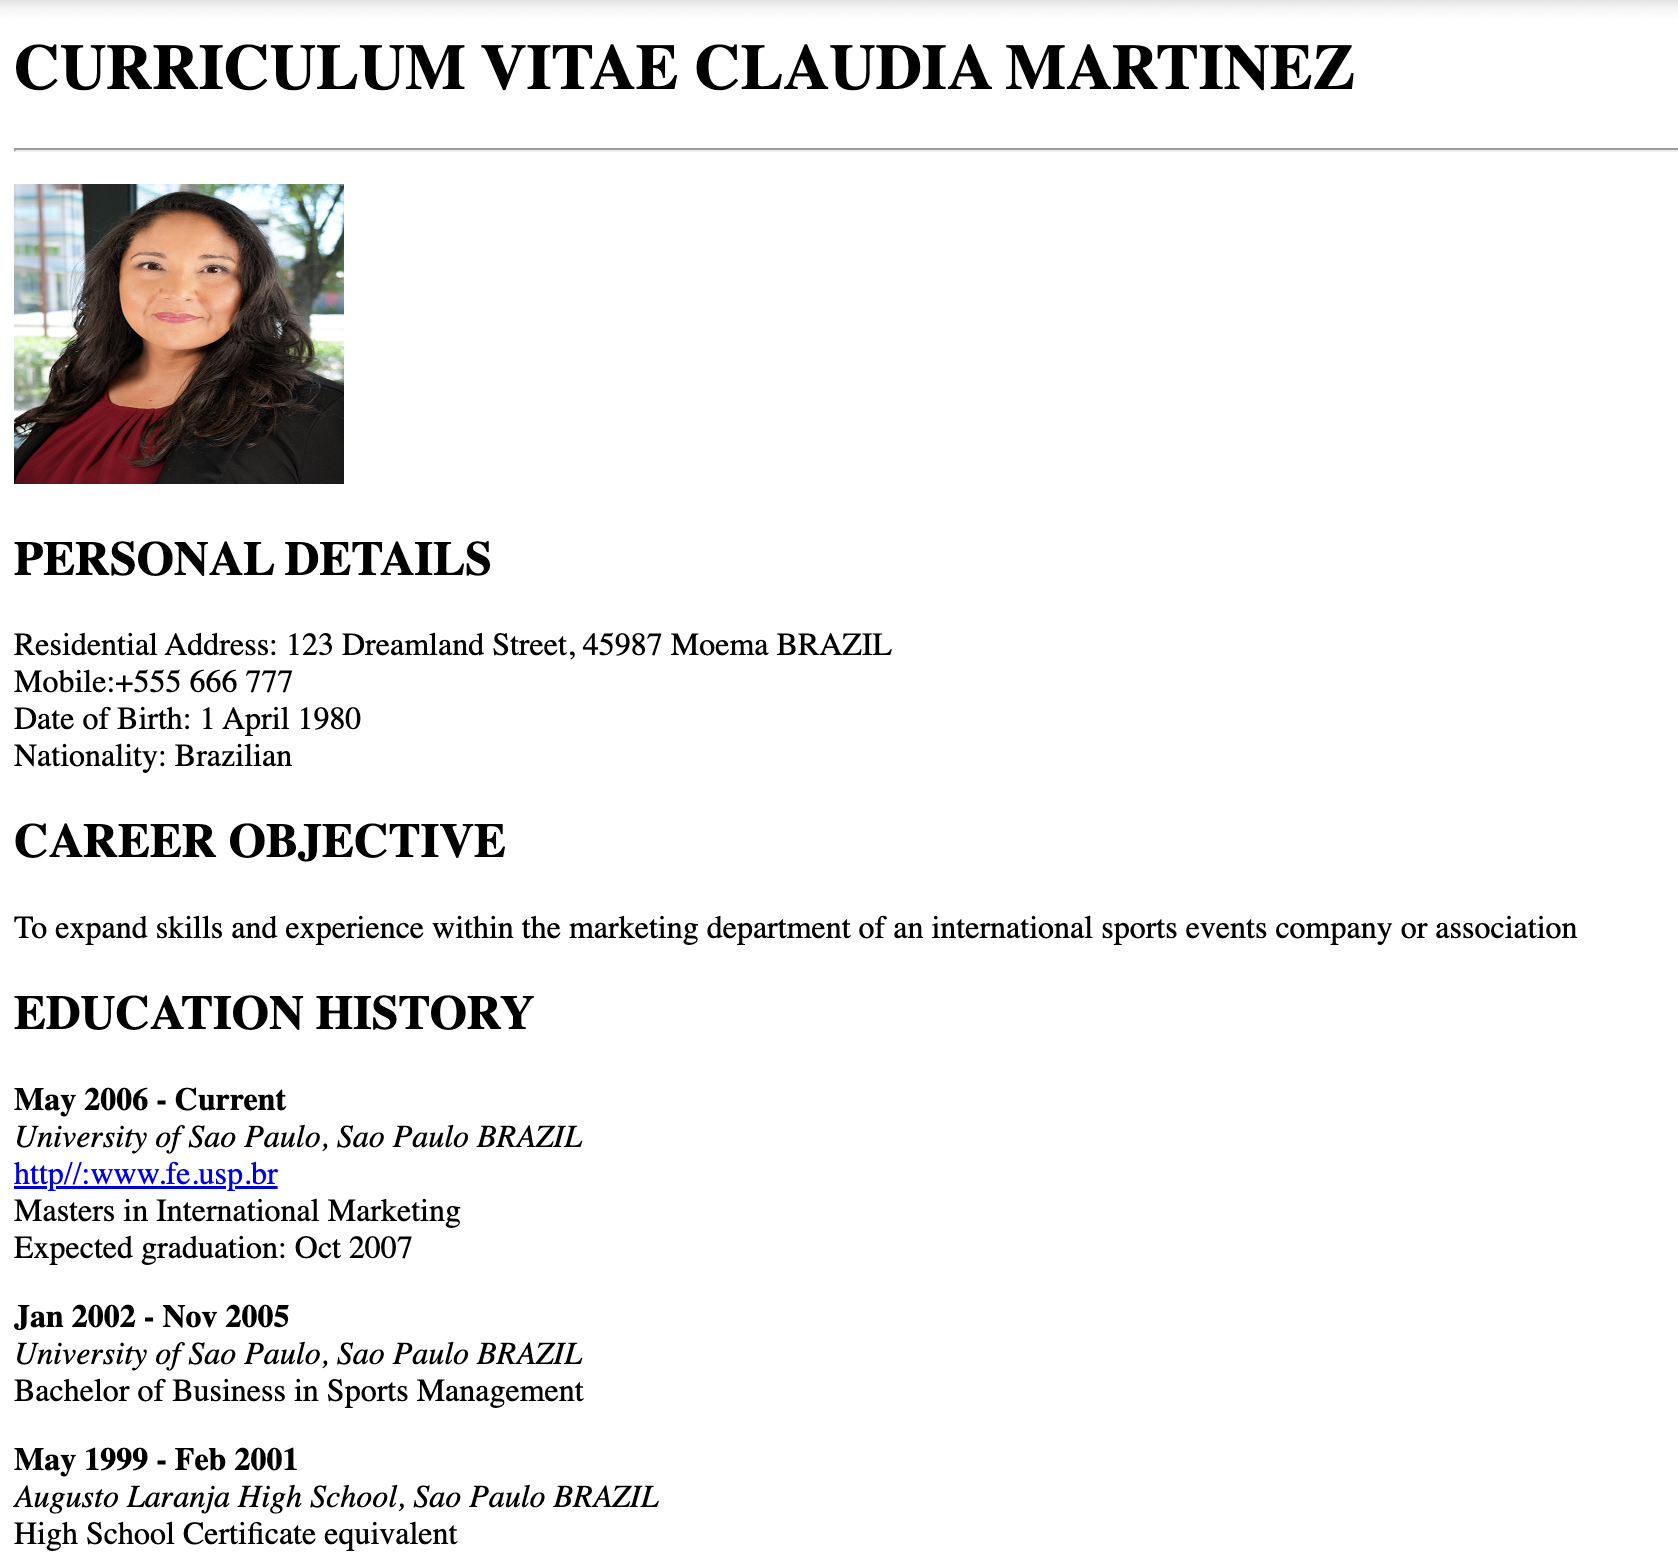 CURRICULUM VITAE CLAUDIA MARTINEZ
PERSONAL DETAILS
Residential Address: 123 Dreamland Street, 45987 Moema BRAZIL
Mobile:+555 666 777
Date of Birth: 1 April 1980
Nationality: Brazilian
CAREER OBJECTIVE
To expand skills and experience within the marketing department of an international sports events company or association
EDUCATION HISTORY
May 2006 - Current
University of Sao Paulo, Sao Paulo BRAZIL
http//:www.fe.usp.br
Masters in International Marketing
Expected graduation: Oct 2007
Jan 2002 - Nov 2005
University of Sao Paulo, Sao Paulo BRAZIL
Bachelor of Business in Sports Management
May 1999 - Feb 2001
Augusto Laranja High School, Sao Paulo BRAZIL
High School Certificate equivalent